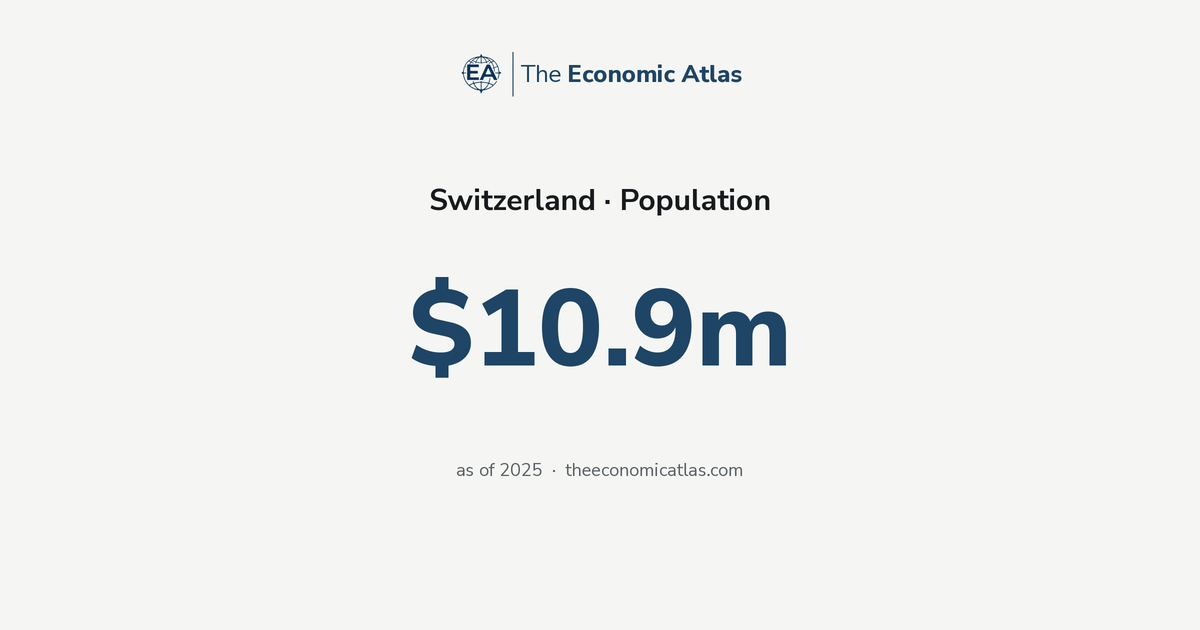 EA The Economic Atlas
Switzerland · Population
$10.9m
as of 2025 · theeconomicatlas.com